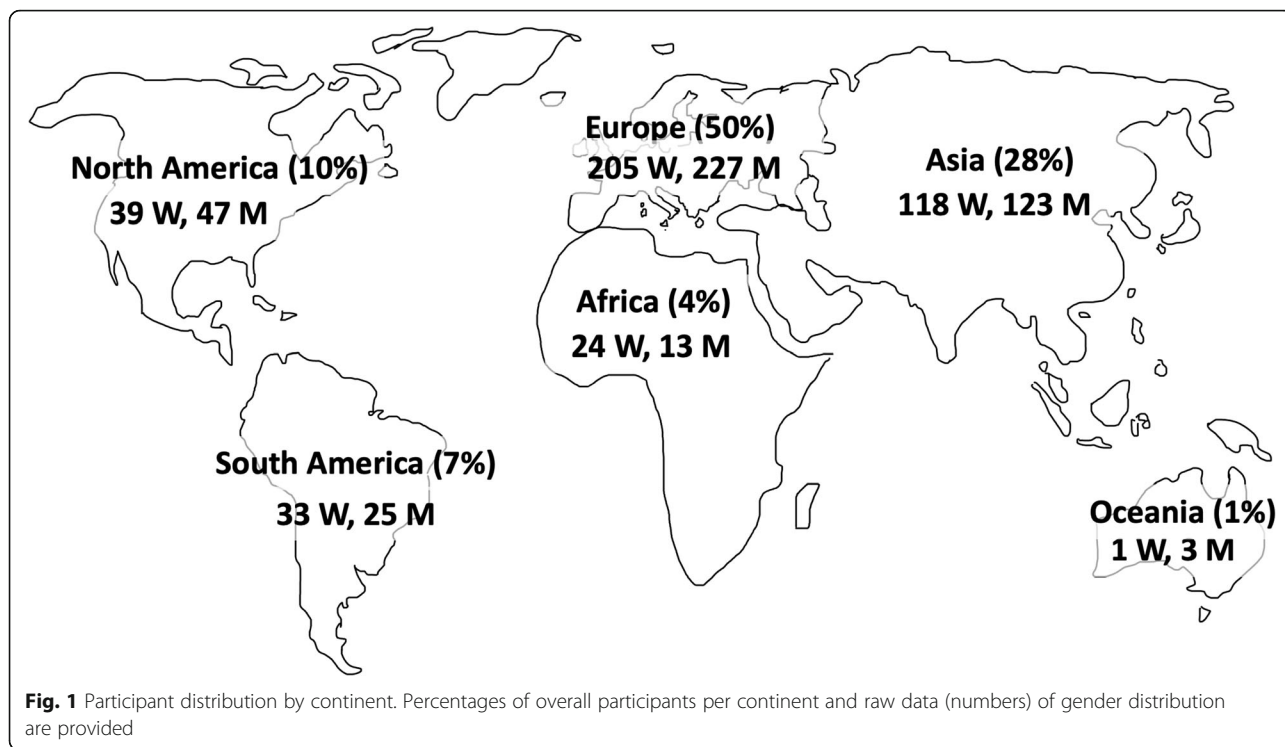 North America (10%)
39 W, 47 M
Europe (50%)
205 W, 227 M
Asia (28%)
118 W, 123 M
Africa (4%)
24 W, 13 M
South America (7%)
33 W, 25 M
Oceania (1%)
1 W, 3 M
Fig. 1 Participant distribution by continent. Percentages of overall participants per continent and raw data (numbers) of gender distribution
are provided